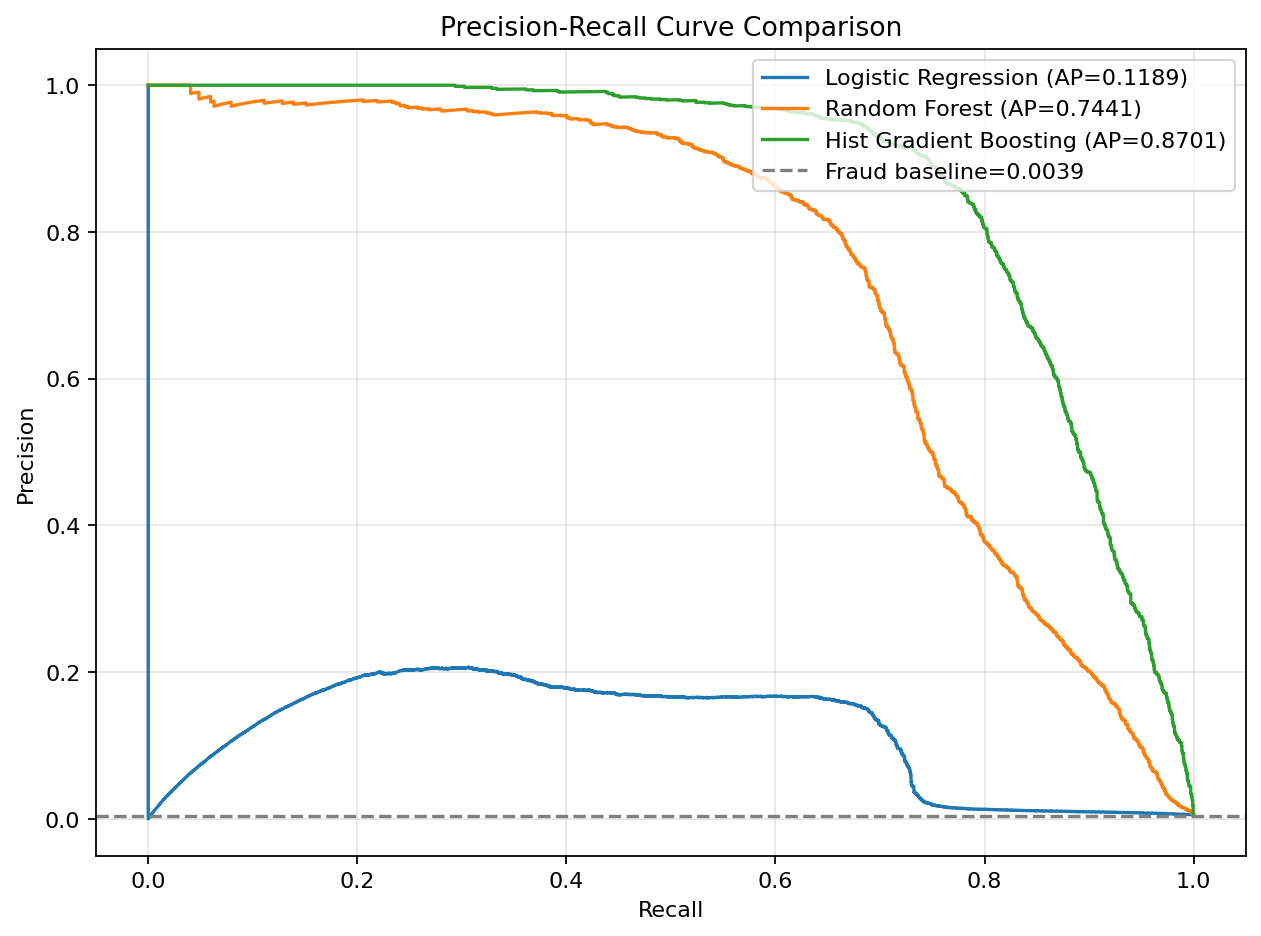 Precision-Recall Curve Comparison
Logistic Regression (AP=0.1189)
Random Forest (AP=0.7441)
Hist Gradient Boosting (AP=0.8701)
Fraud baseline=0.0039
Precision
1.0
0.8
0.6
0.4
0.2
0.0
0.0 0.2 0.4 0.6 0.8 1.0
Recall